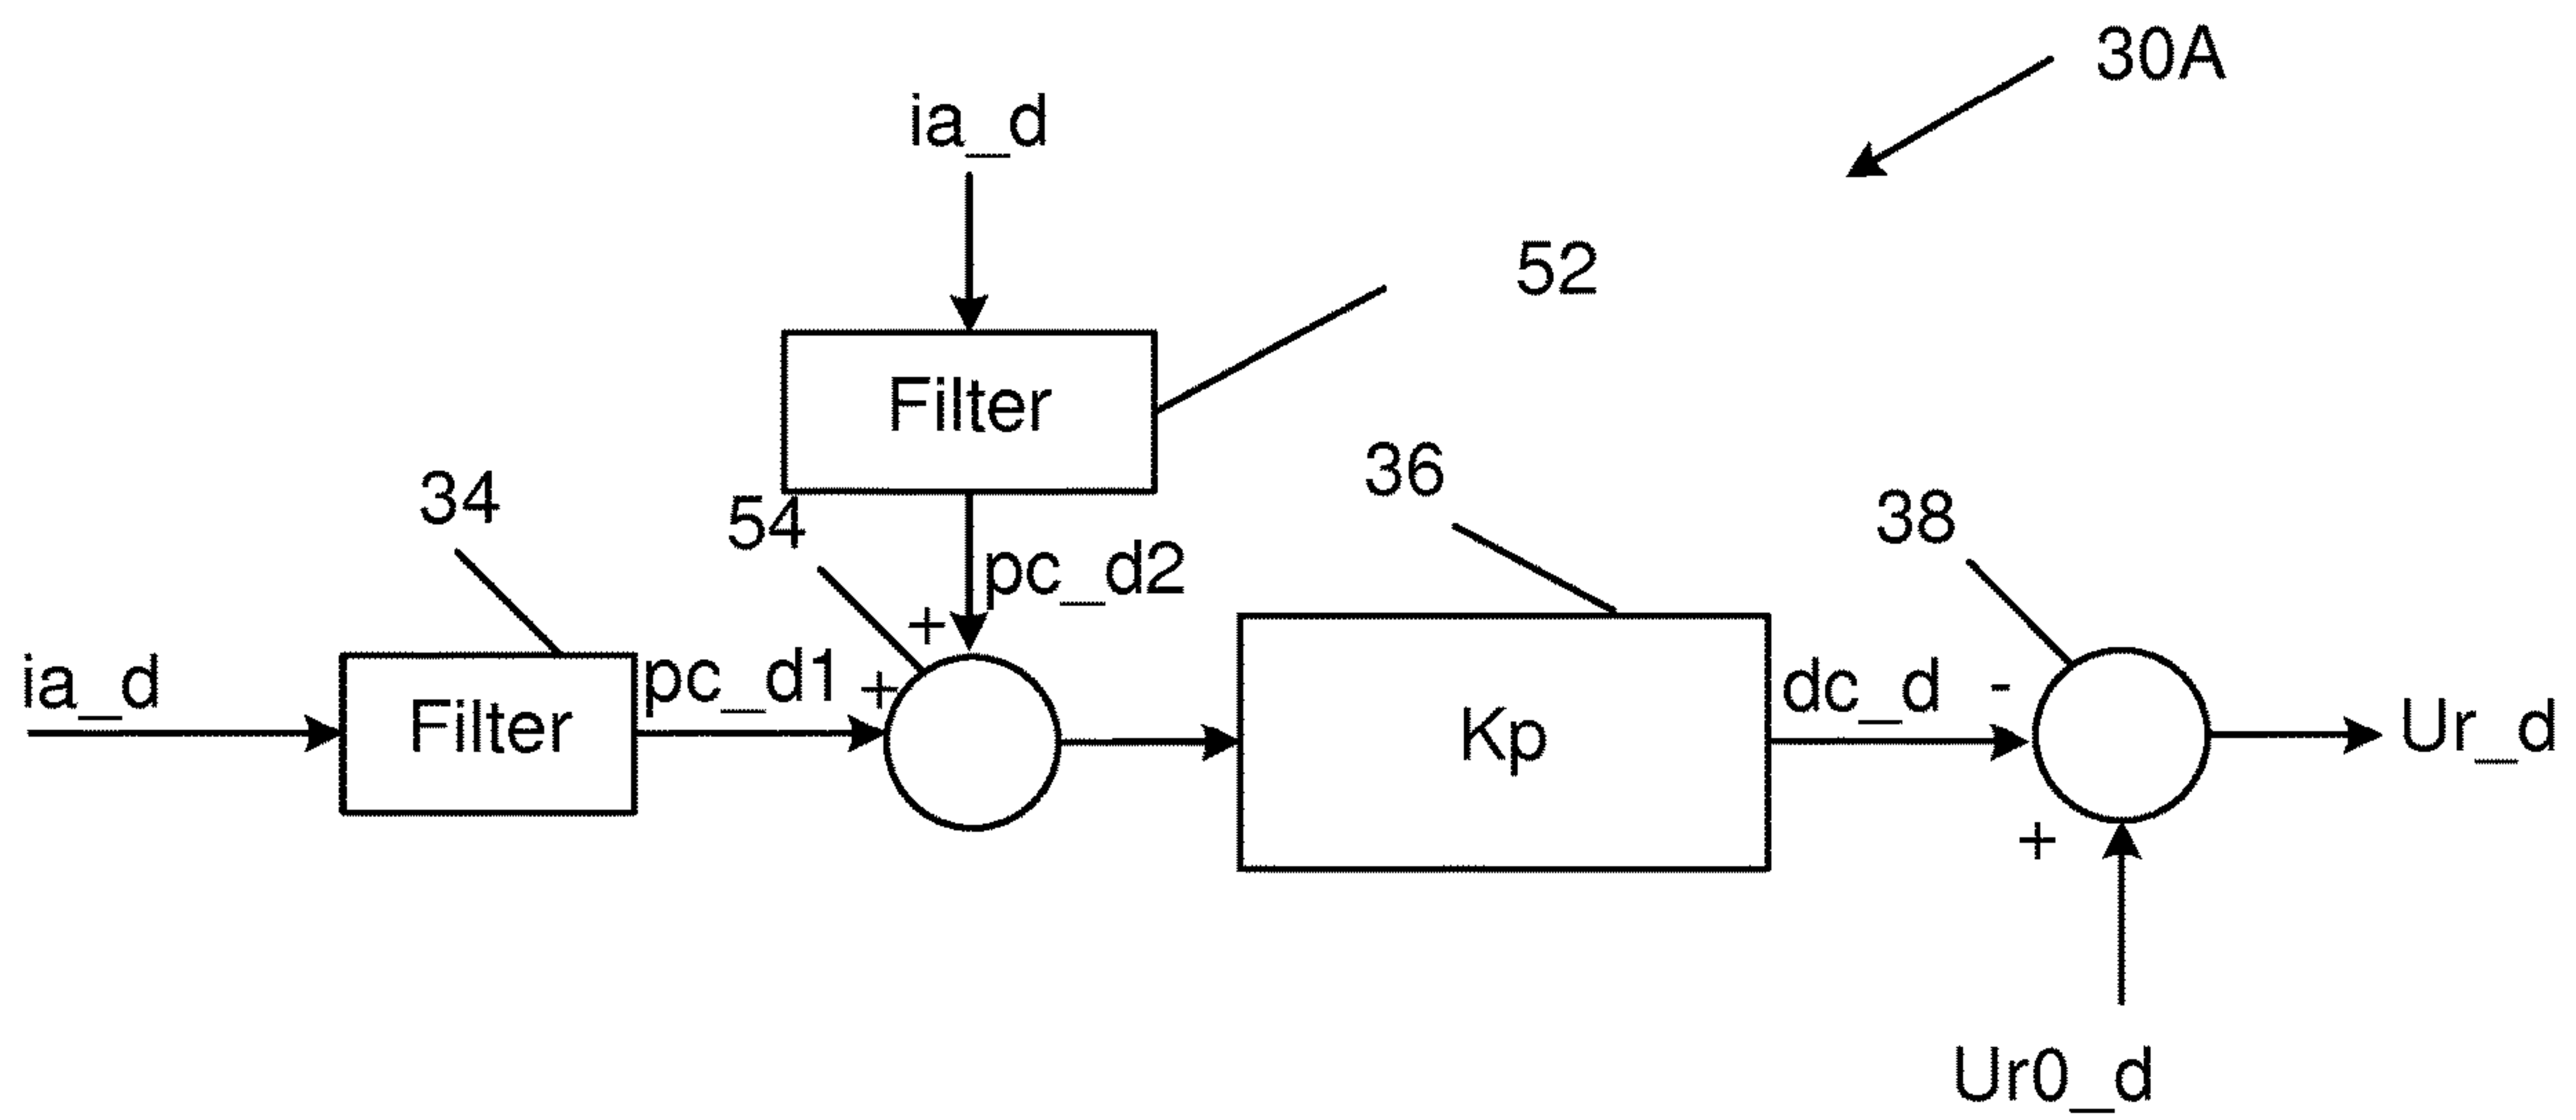 30A
ia_d
52
Filter
36
34
54
38
pc_d2
+
ia_d
Filter
pc_d1
+
Kp
dc_d
-
Ur_d
+
Ur0_d